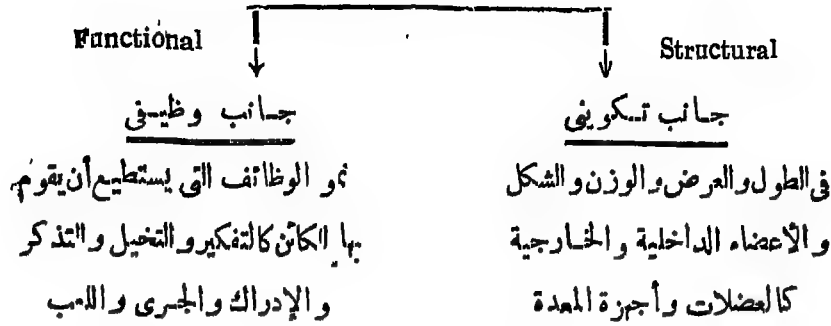 Structural
جانب تكوينى
فى الطول والعرض والوزن والشكل
والأعضاء الداخلية والخارجية
كالعضلات وأجهزة المعدة
Functional
جانب وظيفى
نمو الوظائف التى يستطيع أن يقوم
بها الكائن كالتفكير والتخيل والتذكر
والإدراك والجرى واللعب